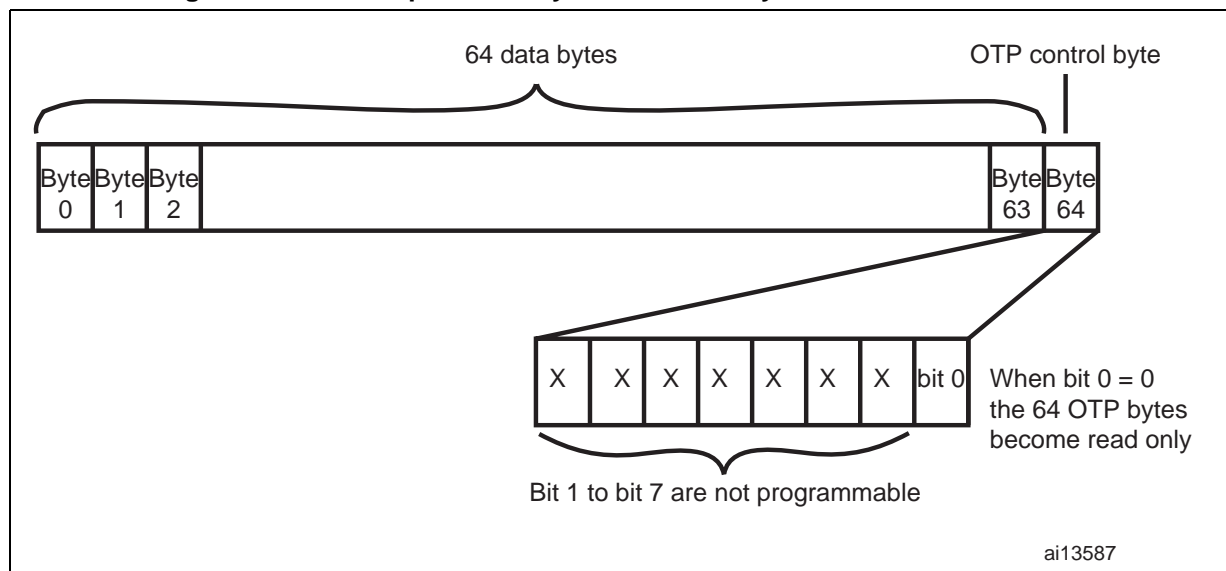 64 data bytes
OTP control byte
Byte Byte Byte Byte Byte
0 1 2 63 64
X X X X X X X bit 0
When bit 0 = 0
the 64 OTP bytes
become read only
Bit 1 to bit 7 are not programmable
ai13587